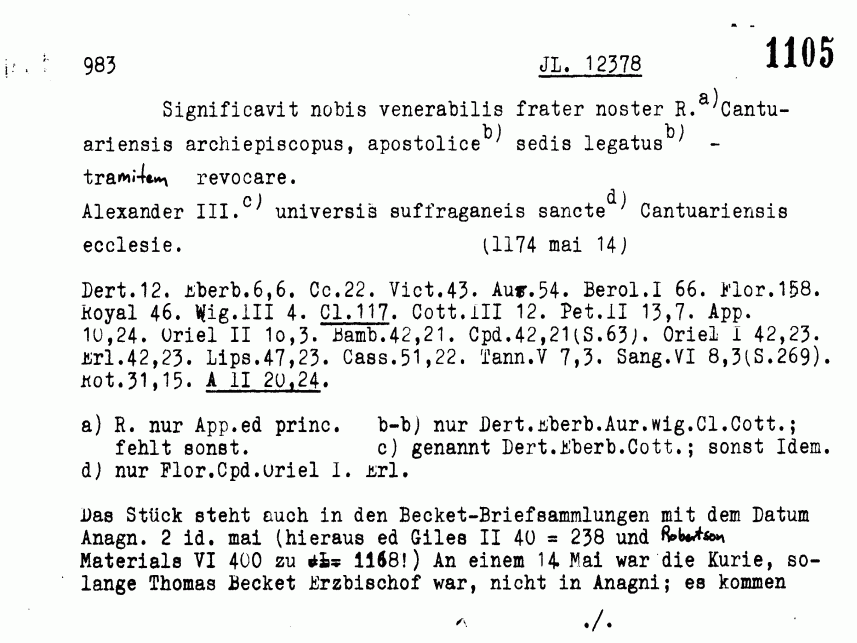 983 JL. 12378 1105
Significavit nobis venerabilis frater noster R.a) Cantu-
ariensis archiepiscopus, apostoliceb) sedis legatusb) -
tramitem revocare.
Alexander III.c) universis suffraganeis sancted) Cantuariensis
ecclesie. (1174 mai 14)
Dert.12. Eberb.6,6. Cc.22. Vict.43. Aur.54. Berol.I 66. Flor.158.
Royal 46. Wig.III 4. Cl.117. Cott.III 12. Pet.II 13,7. App.
10,24. Oriel II 1o,3. Bamb.42,21. Cpd.42,21(S.63). Oriel I 42,23.
Erl.42,23. Lips.47,23. Cass.51,22. Tann.V 7,3. Sang.VI 8,3(S.269).
Rot.31,15. A II 20,24.
a) R. nur App.ed princ. b-b) nur Dert.Eberb.Aur.Wig.Cl.Cott.;
fehlt sonst. c) genannt Dert.Eberb.Cott.; sonst Idem.
d) nur Flor.Cpd.Oriel I. Erl.
Das Stück steht auch in den Becket-Briefsammlungen mit dem Datum
Anagn. 2 id. mai (hieraus ed Giles II 40 = 238 und Robertson
Materials VI 400 zu 1168!) An einem 14 Mai war die Kurie, so-
lange Thomas Becket Erzbischof war, nicht in Anagni; es kommen
./.